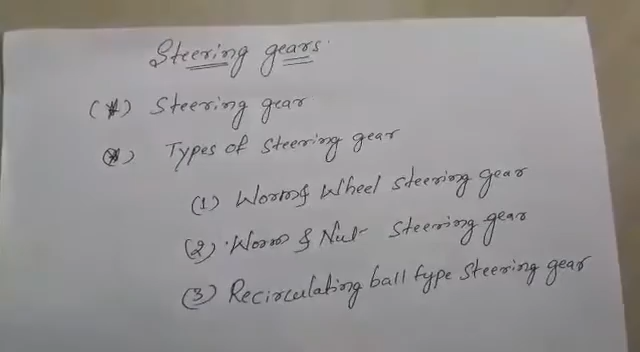 Steering gears.
(*) Steering gear
(*) Types of Steering gear
(1) Worm & Wheel Steering gear
(2) Worm & Nut Steering gear
(3) Recirculating ball type Steering gear